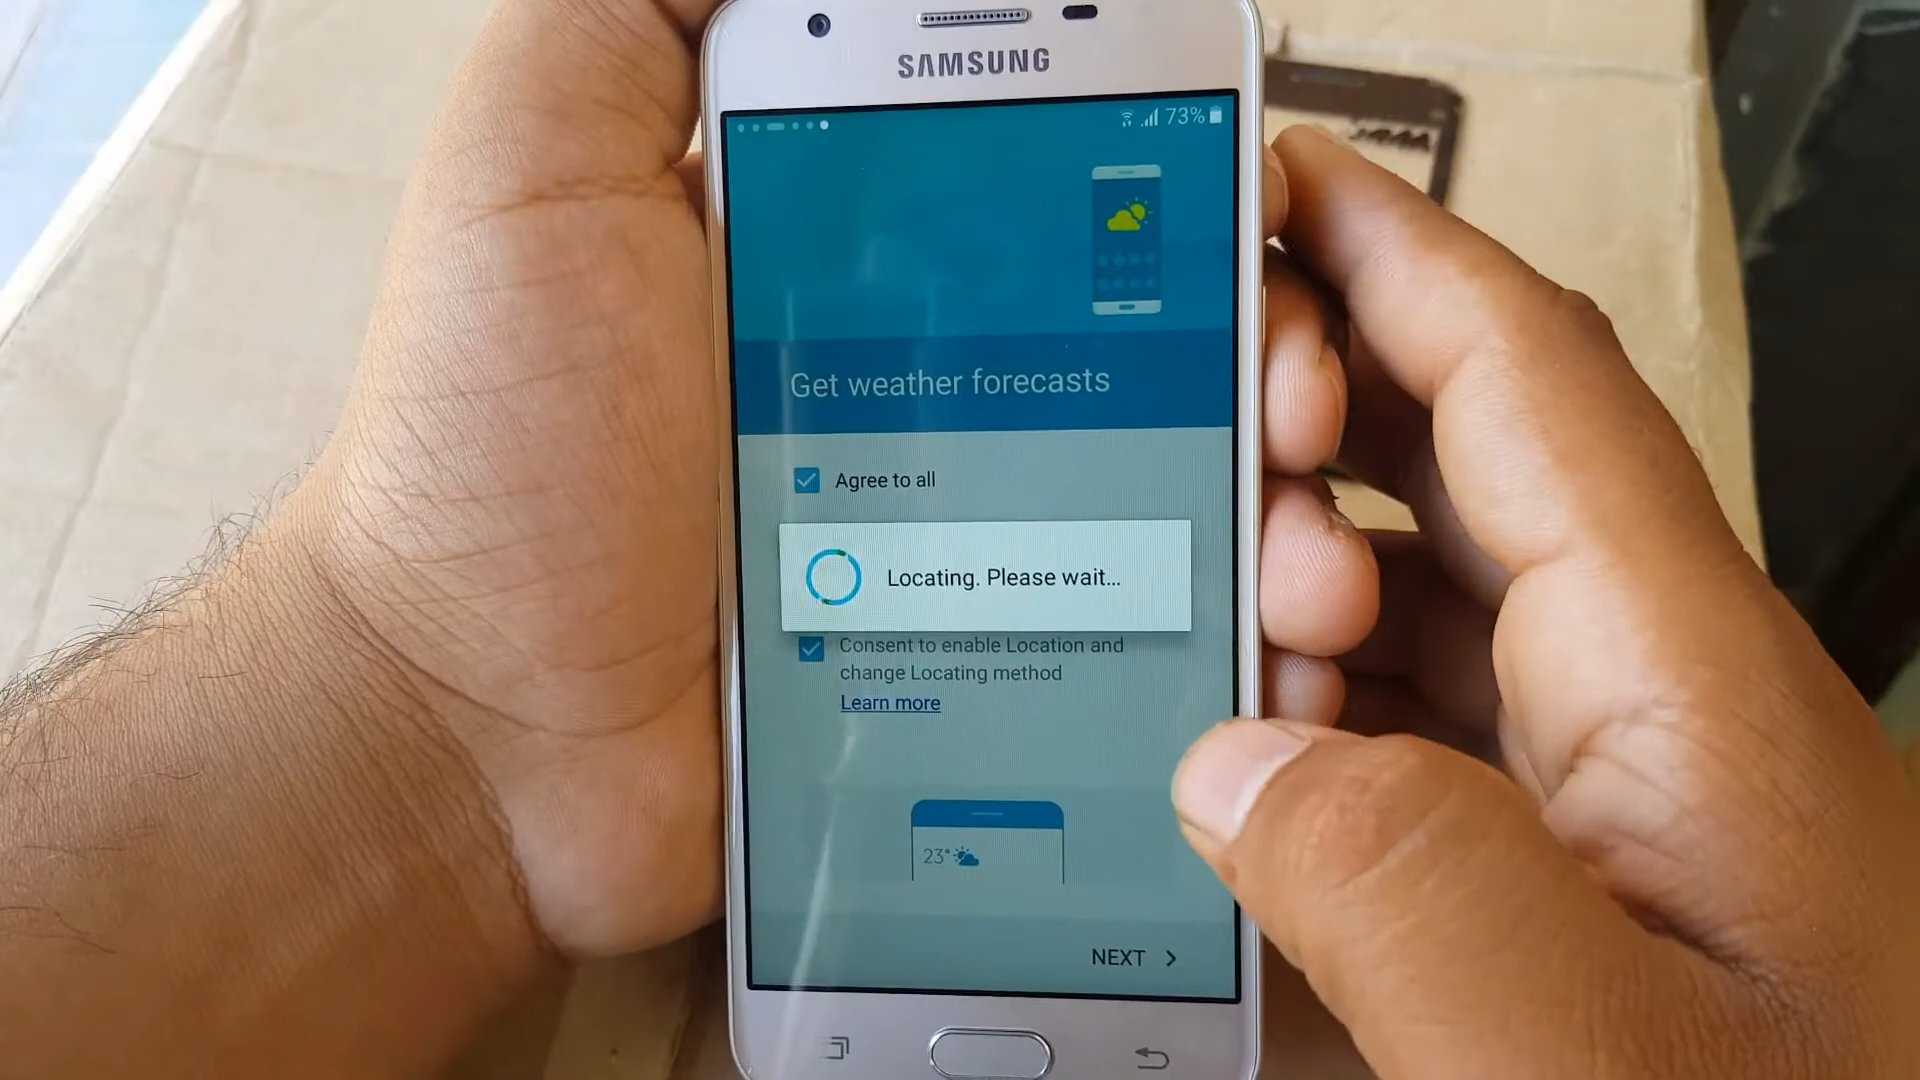 SAMSUNG
73%
Get weather forecasts
Agree to all
Locating. Please wait...
Consent to enable Location and
change Locating method
Learn more
23°
NEXT